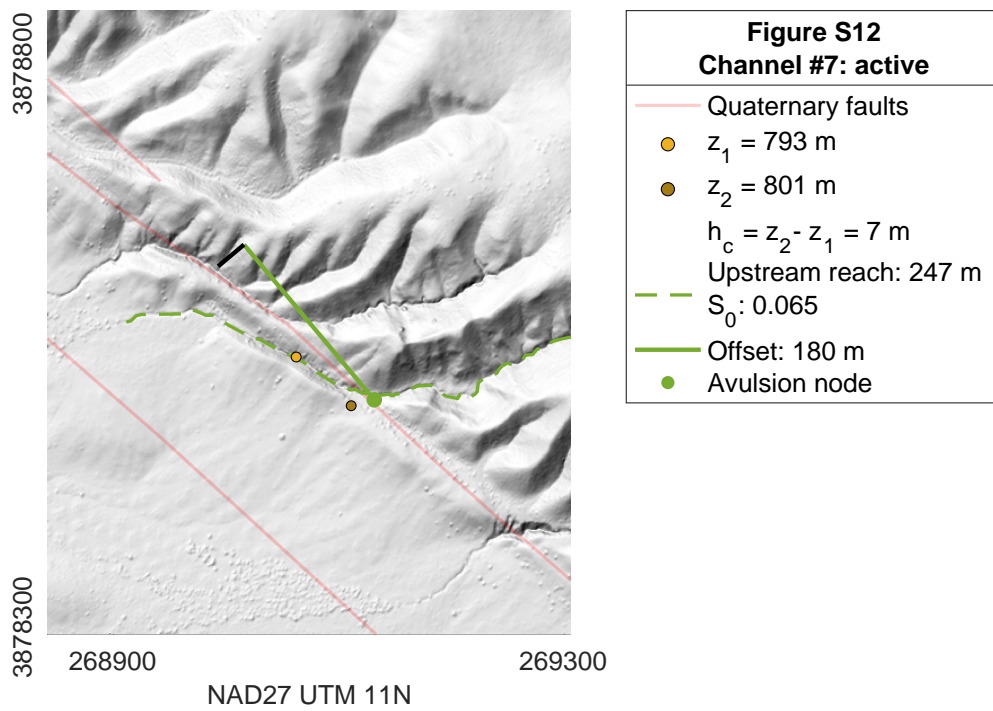 3878800
3878300
268900
269300
NAD27 UTM 11N
Figure S12
Channel #7: active
Quaternary faults
z₁ = 793 m
z₂ = 801 m
h_c = z₂- z₁ = 7 m
Upstream reach: 247 m
S₀: 0.065
Offset: 180 m
Avulsion node